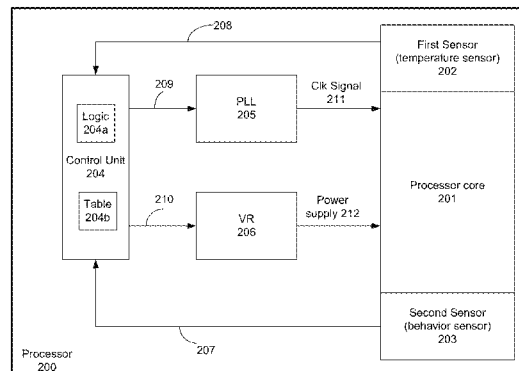 208
First Sensor
(temperature sensor)
202
209
Logic
204a
PLL
205
Clk Signal
211
Control Unit
204
Processor core
201
Table
204b
210
VR
206
Power
supply 212
Second Sensor
(behavior sensor)
203
207
Processor
200